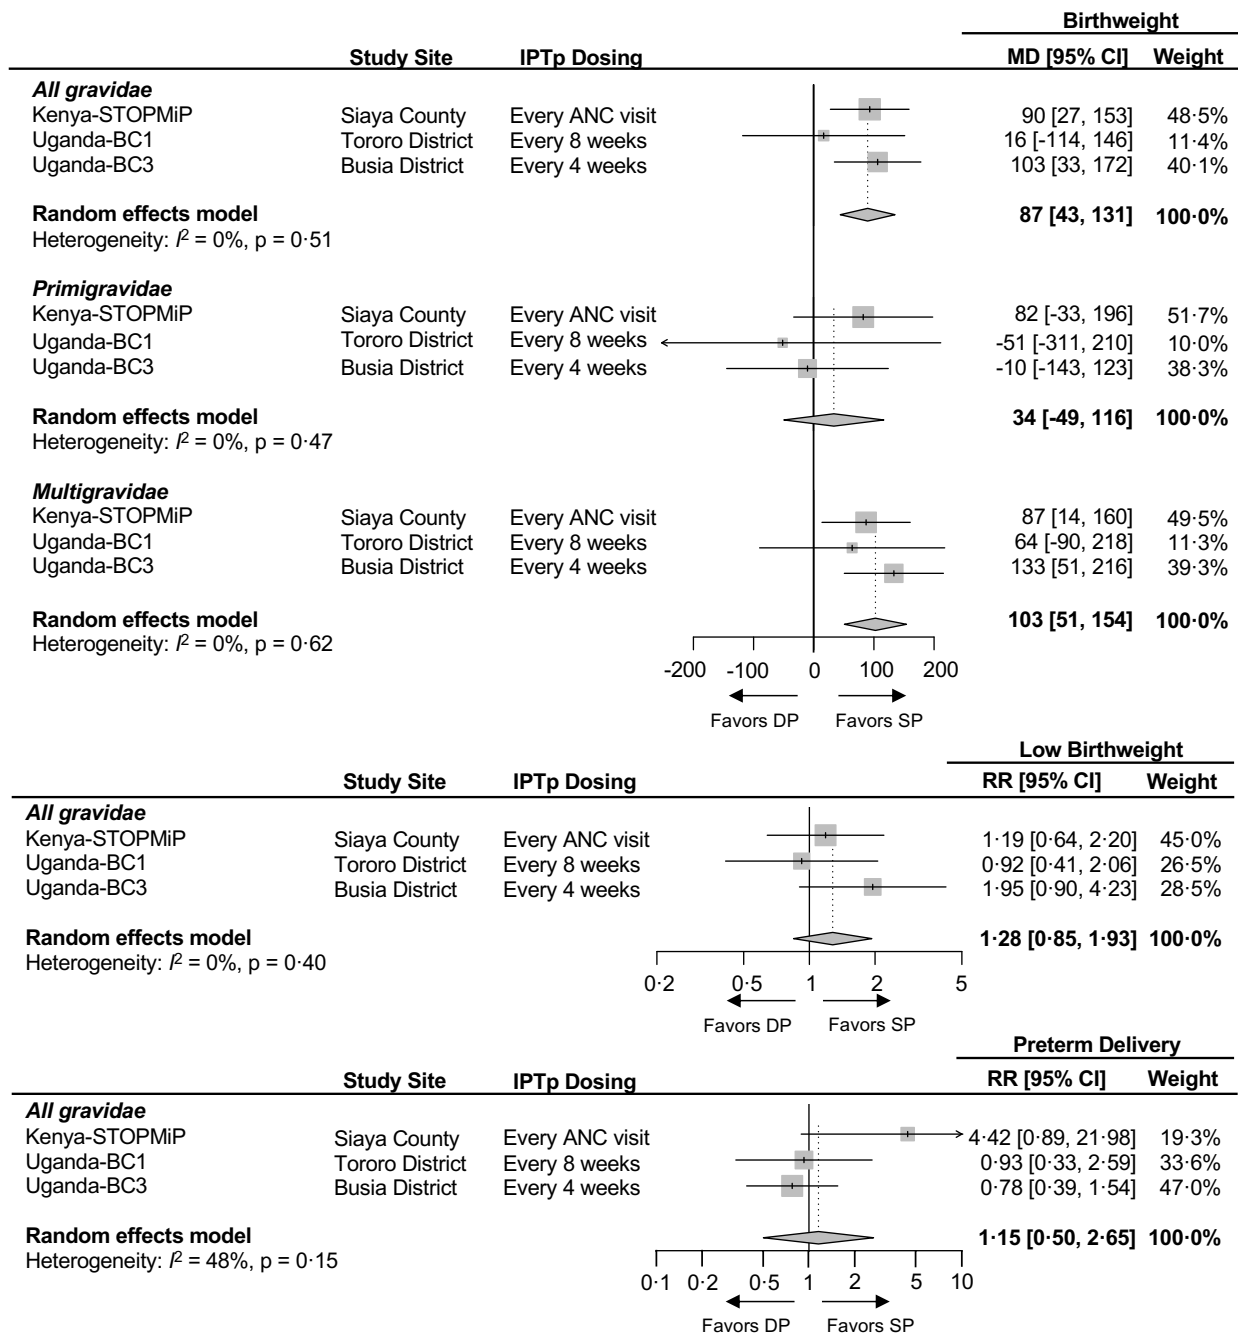 Birthweight
Study Site IPTp Dosing MD [95% CI] Weight
All gravidae
Kenya-STOPMiP Siaya County Every ANC visit 90 [27, 153] 48·5%
Uganda-BC1 Tororo District Every 8 weeks 16 [-114, 146] 11·4%
Uganda-BC3 Busia District Every 4 weeks 103 [33, 172] 40·1%
Random effects model 87 [43, 131] 100·0%
Heterogeneity: I² = 0%, p = 0·51
Primigravidae
Kenya-STOPMiP Siaya County Every ANC visit 82 [-33, 196] 51·7%
Uganda-BC1 Tororo District Every 8 weeks -51 [-311, 210] 10·0%
Uganda-BC3 Busia District Every 4 weeks -10 [-143, 123] 38·3%
Random effects model 34 [-49, 116] 100·0%
Heterogeneity: I² = 0%, p = 0·47
Multigravidae
Kenya-STOPMiP Siaya County Every ANC visit 87 [14, 160] 49·5%
Uganda-BC1 Tororo District Every 8 weeks 64 [-90, 218] 11·3%
Uganda-BC3 Busia District Every 4 weeks 133 [51, 216] 39·3%
Random effects model 103 [51, 154] 100·0%
Heterogeneity: I² = 0%, p = 0·62
-200 -100 0 100 200
Favors DP Favors SP
Low Birthweight
Study Site IPTp Dosing RR [95% CI] Weight
All gravidae
Kenya-STOPMiP Siaya County Every ANC visit 1·19 [0·64, 2·20] 45·0%
Uganda-BC1 Tororo District Every 8 weeks 0·92 [0·41, 2·06] 26·5%
Uganda-BC3 Busia District Every 4 weeks 1·95 [0·90, 4·23] 28·5%
Random effects model 1·28 [0·85, 1·93] 100·0%
Heterogeneity: I² = 0%, p = 0·40
0·2 0·5 1 2 5
Favors DP Favors SP
Preterm Delivery
Study Site IPTp Dosing RR [95% CI] Weight
All gravidae
Kenya-STOPMiP Siaya County Every ANC visit 4·42 [0·89, 21·98] 19·3%
Uganda-BC1 Tororo District Every 8 weeks 0·93 [0·33, 2·59] 33·6%
Uganda-BC3 Busia District Every 4 weeks 0·78 [0·39, 1·54] 47·0%
Random effects model 1·15 [0·50, 2·65] 100·0%
Heterogeneity: I² = 48%, p = 0·15
0·1 0·2 0·5 1 2 5 10
Favors DP Favors SP